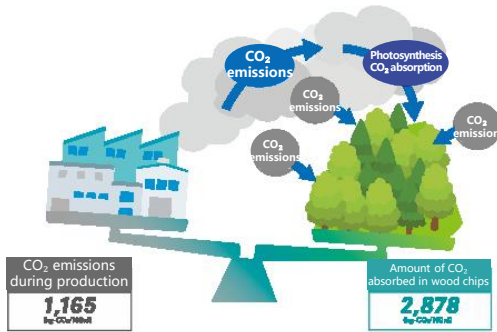 CO₂
emissions
Photosynthesis
CO₂ absorption
CO₂
emissions
CO₂
emissions
CO₂
emission
CO₂ emissions
during production
1,165
Amount of CO₂
absorbed in wood chips
2,878